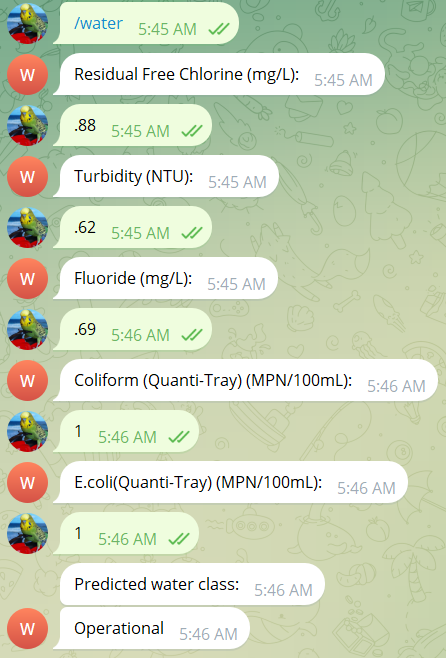 /water 5:45 AM
W
Residual Free Chlorine (mg/L): 5:45 AM
.88 5:45 AM
W
Turbidity (NTU): 5:45 AM
.62 5:45 AM
W
Fluoride (mg/L): 5:45 AM
.69 5:46 AM
W
Coliform (Quanti-Tray) (MPN/100mL): 5:46 AM
1 5:46 AM
W
E.coli(Quanti-Tray) (MPN/100mL): 5:46 AM
1 5:46 AM
Predicted water class: 5:46 AM
W
Operational 5:46 AM